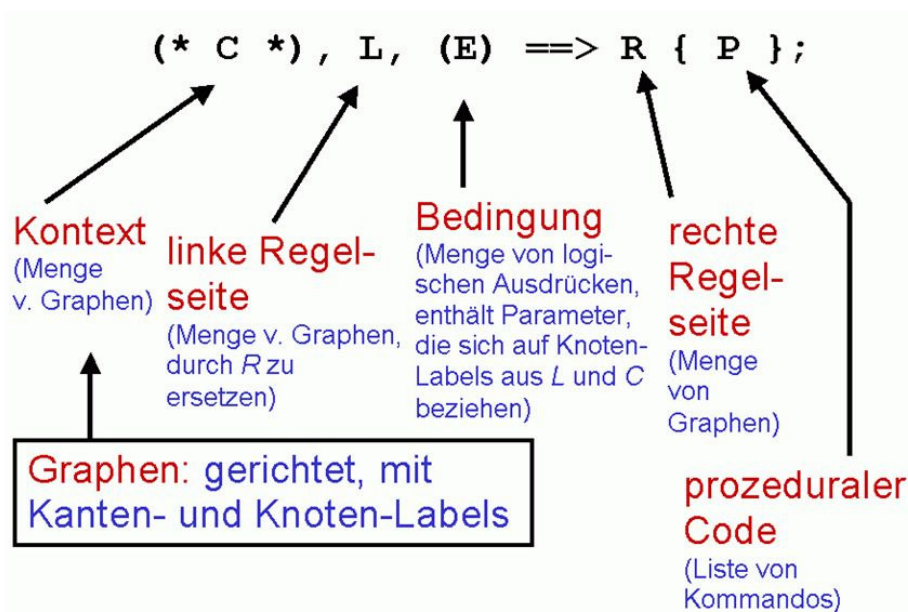 (* C *), L, (E) ==> R { P };
Kontext
(Menge
v. Graphen)
linke Regel-
seite
(Menge v. Graphen,
durch R zu
ersetzen)
Bedingung
(Menge von logi-
schen Ausdrücken,
enthält Parameter,
die sich auf Knoten-
Labels aus L und C
beziehen)
rechte
Regel-
seite
(Menge
von
Graphen)
Graphen: gerichtet, mit
Kanten- und Knoten-Labels
prozeduraler
Code
(Liste von
Kommandos)